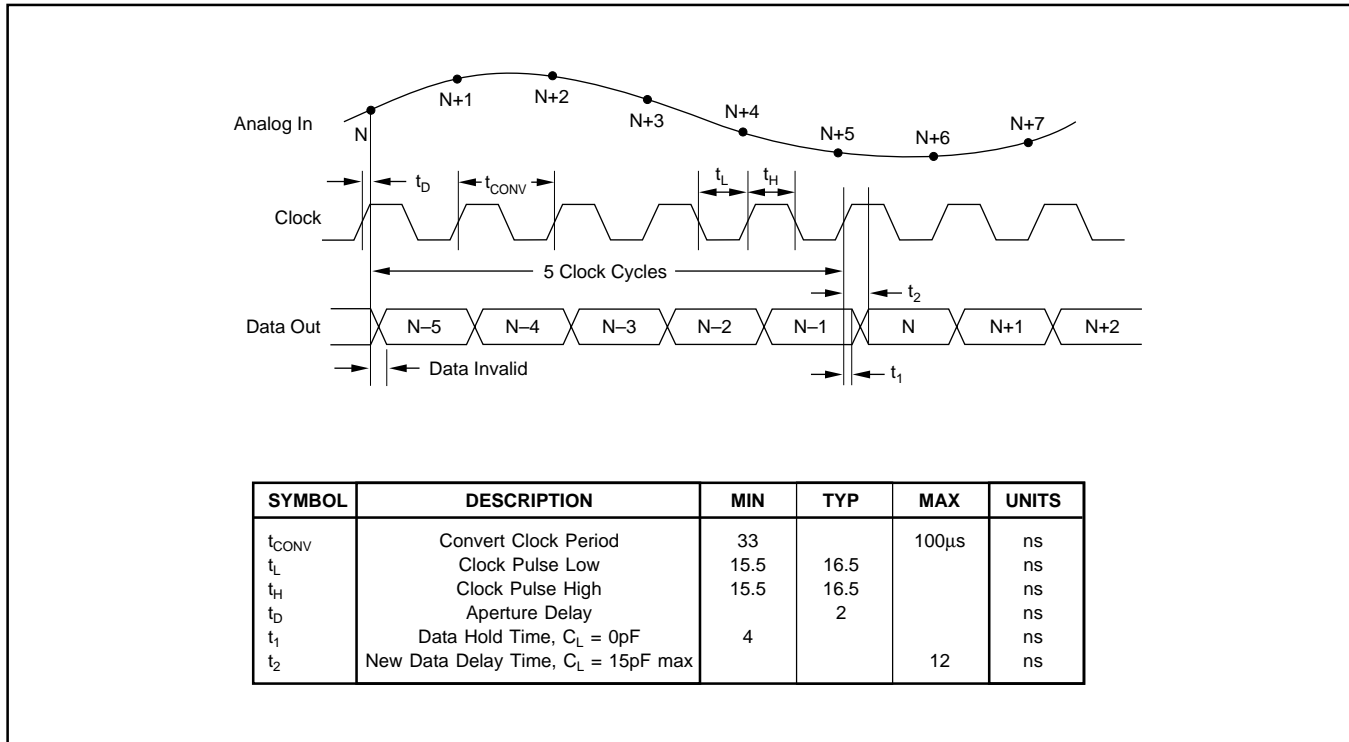 N+1
N+2
N+3
N+4
N+5
N+6
N+7
Analog In
N
tD
tCONV
tL
tH
Clock
5 Clock Cycles
t2
Data Out
N–5
N–4
N–3
N–2
N–1
N
N+1
N+2
Data Invalid
t1
SYMBOL DESCRIPTION MIN TYP MAX UNITS
tCONV Convert Clock Period 33 100µs ns
tL Clock Pulse Low 15.5 16.5 ns
tH Clock Pulse High 15.5 16.5 ns
tD Aperture Delay 2 ns
t1 Data Hold Time, CL = 0pF 4 ns
t2 New Data Delay Time, CL = 15pF max 12 ns